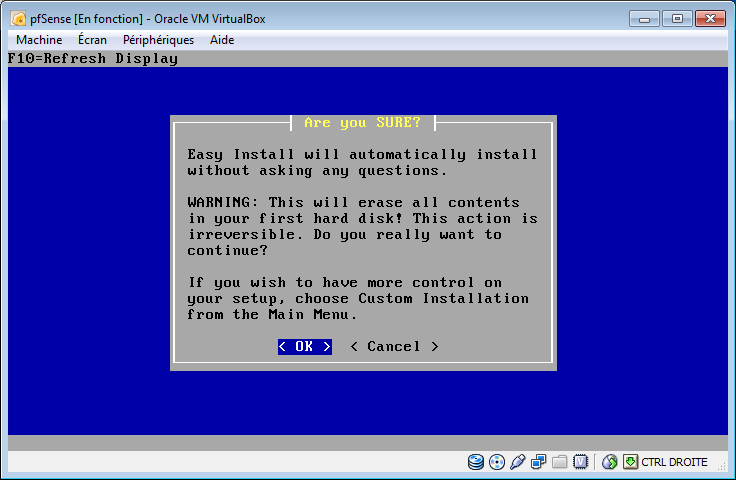 pfSense [En fonction] - Oracle VM VirtualBox
Machine Écran Périphériques Aide
F10=Refresh Display
Are you SURE?
Easy Install will automatically install
without asking any questions.
WARNING: This will erase all contents
in your first hard disk! This action is
irreversible. Do you really want to
continue?
If you wish to have more control on
your setup, choose Custom Installation
from the Main Menu.
< OK > < Cancel >
CTRL DROITE